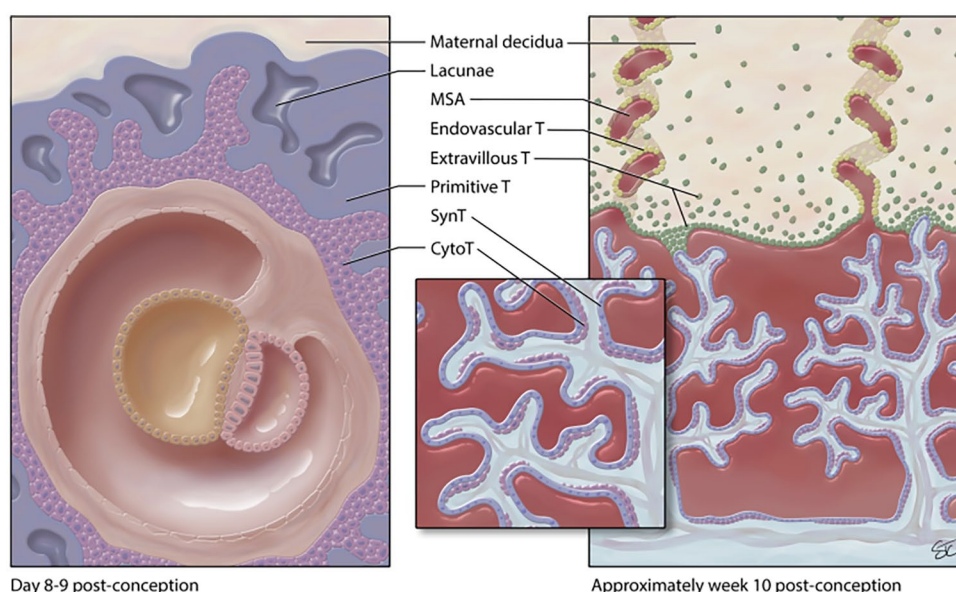 Maternal decidua
Lacunae
MSA
Endovascular T
Extravillous T
Primitive T
SynT
CytoT
Day 8-9 post-conception
Approximately week 10 post-conception